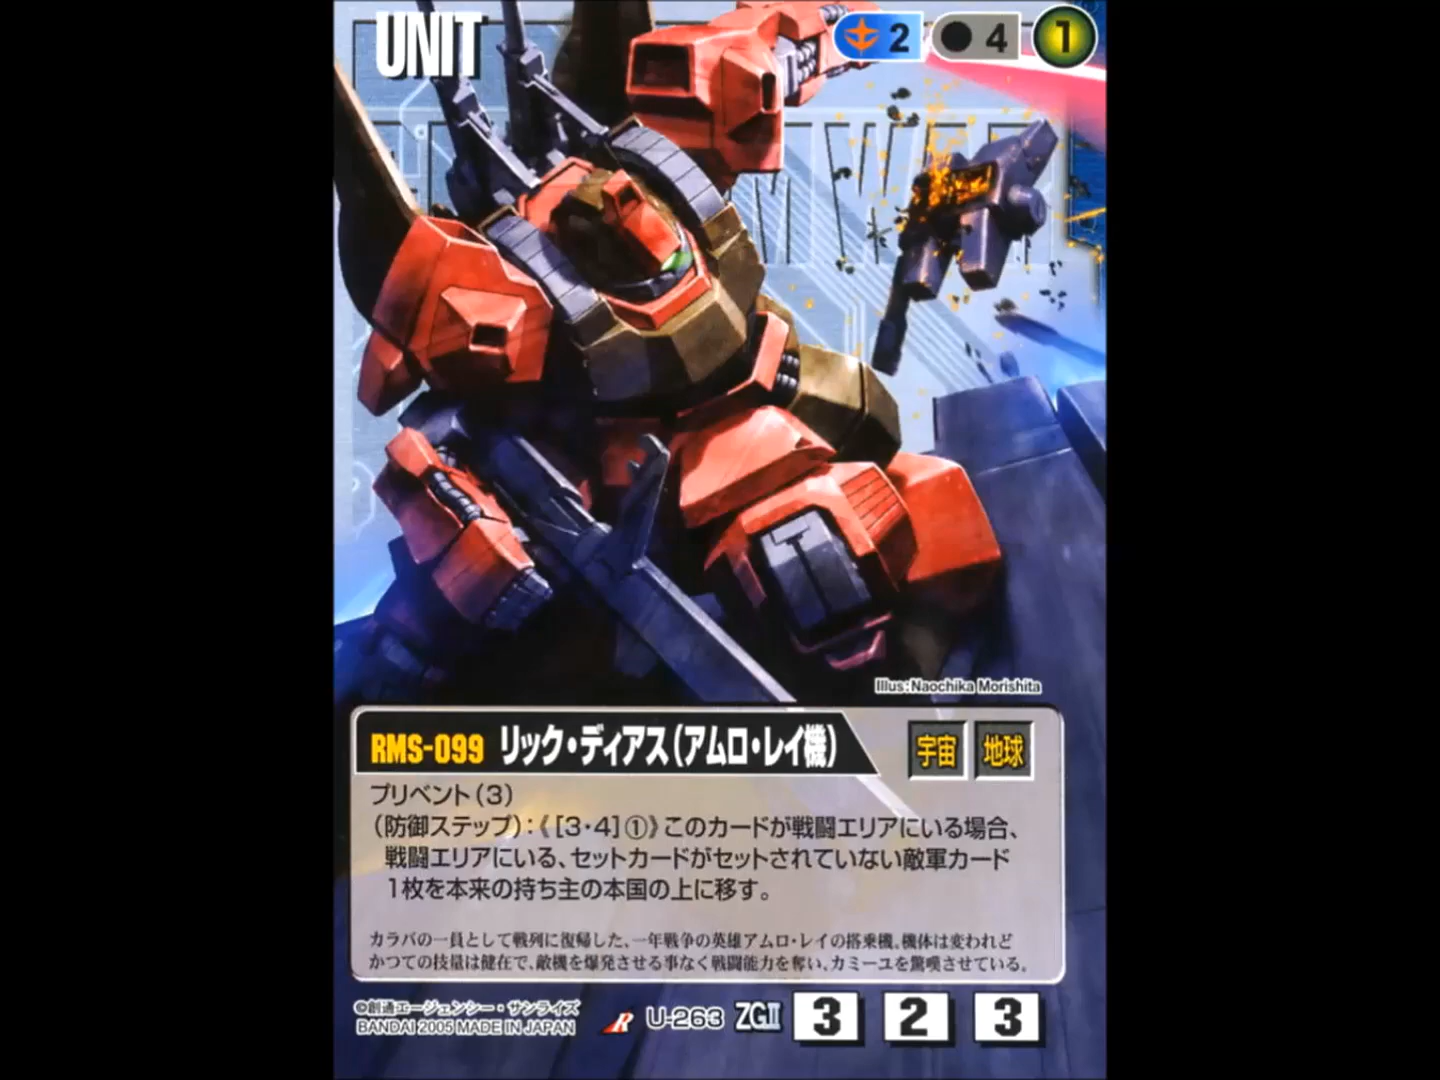 UNIT
2 4 1
Illus:Naochika Morishita
RMS-099 リック・ディアス(アムロ・レイ機) 宇宙 地球
プリベント(3)
(防御ステップ):《[3・4]①》このカードが戦闘エリアにいる場合、
戦闘エリアにいる、セットカードがセットされていない敵軍カード
1枚を本来の持ち主の本国の上に移す。
カラバの一員として戦列に復帰した、一年戦争の英雄アムロ・レイの搭乗機。機体は変われど
かつての技量は健在で、敵機を爆発させる事なく戦闘能力を奪い、カミーユを驚嘆させている。
©創通エージェンシー・サンライズ
BANDAI 2005 MADE IN JAPAN
R U-263 ZGII 3 2 3